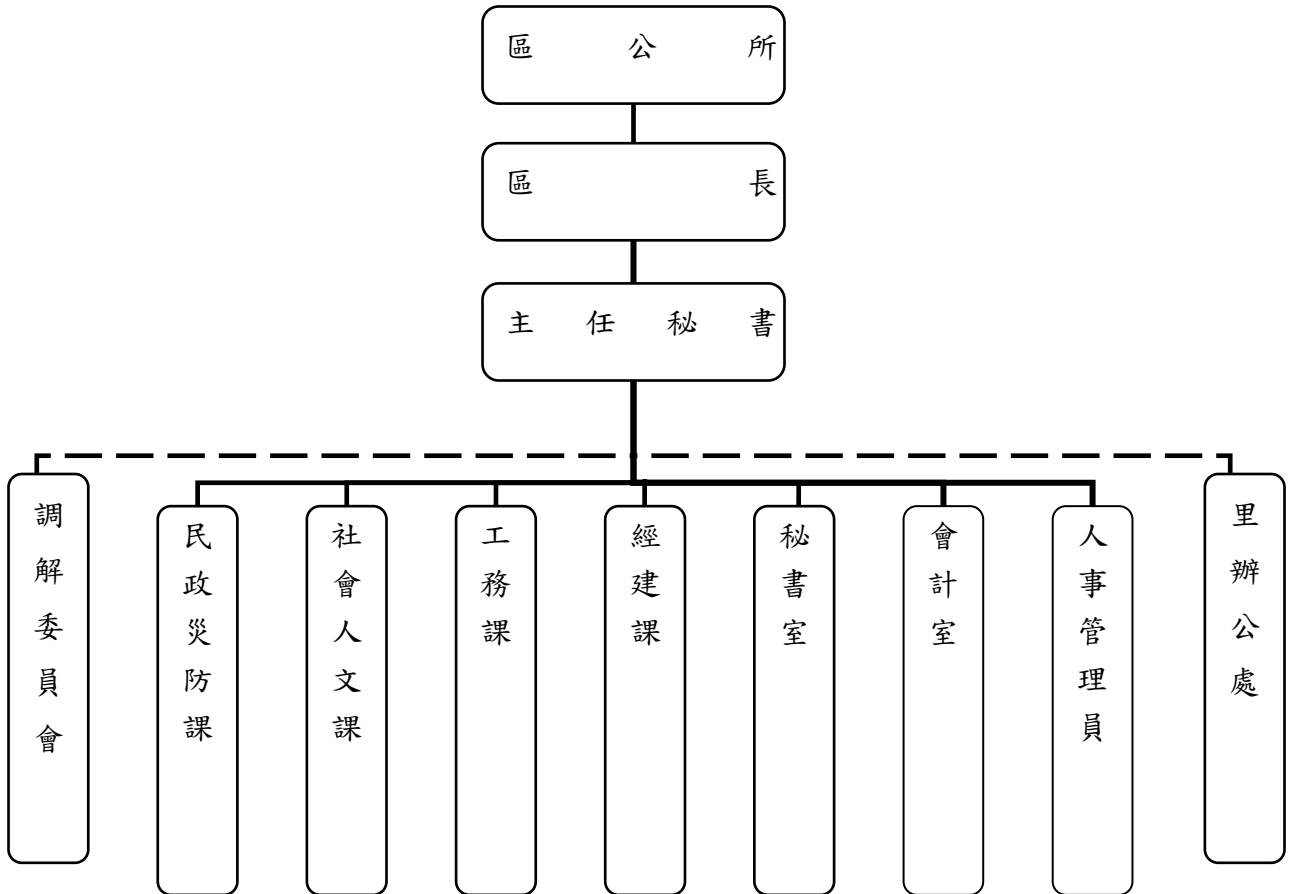 區公所
區長
主任秘書
調解委員會
民政災防課
社會人文課
工務課
經建課
秘書室
會計室
人事管理員
里辦公處